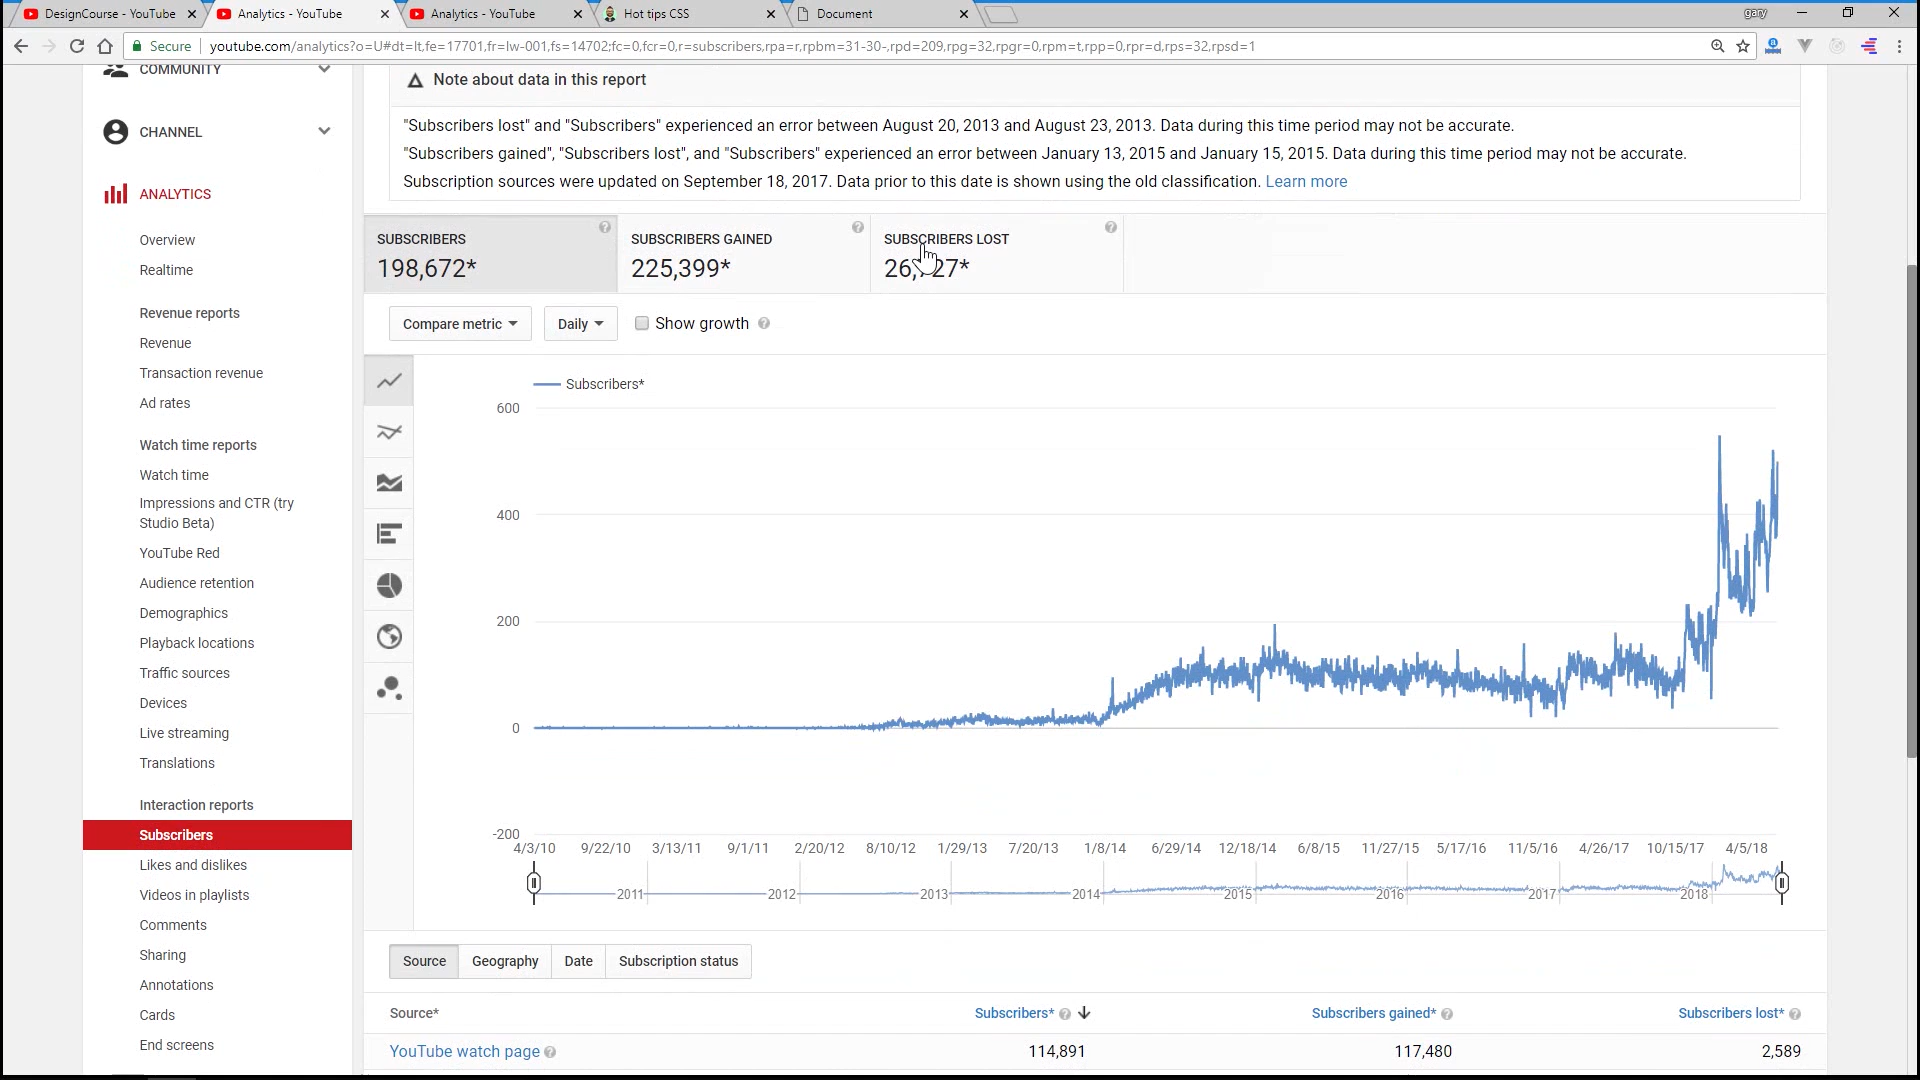 DesignCourse - YouTube
Analytics - YouTube
Analytics - YouTube
Hot tips CSS
Document
gary
Secure
youtube.com/analytics?o=U#dt=lt,fe=17701,fr=lw-001,fs=14702;fc=0,fcr=0,r=subscribers,rpa=r,rpbm=31-30-,rpd=209,rpg=32,rpgr=0,rpm=t,rpp=0,rpr=d,rps=32,rpsd=1
COMMUNITY
CHANNEL
ANALYTICS
Overview
Realtime
Revenue reports
Revenue
Transaction revenue
Ad rates
Watch time reports
Watch time
Impressions and CTR (try
Studio Beta)
YouTube Red
Audience retention
Demographics
Playback locations
Traffic sources
Devices
Live streaming
Translations
Interaction reports
Subscribers
Likes and dislikes
Videos in playlists
Comments
Sharing
Annotations
Cards
End screens
Note about data in this report
"Subscribers lost" and "Subscribers" experienced an error between August 20, 2013 and August 23, 2013. Data during this time period may not be accurate.
"Subscribers gained", "Subscribers lost", and "Subscribers" experienced an error between January 13, 2015 and January 15, 2015. Data during this time period may not be accurate.
Subscription sources were updated on September 18, 2017. Data prior to this date is shown using the old classification. Learn more
SUBSCRIBERS
198,672*
SUBSCRIBERS GAINED
225,399*
SUBSCRIBERS LOST
Compare metric
Daily
Show growth
Subscribers*
600
400
200
0
-200
4/3/10 9/22/10 3/13/11 9/1/11 2/20/12 8/10/12 1/29/13 7/20/13 1/8/14 6/29/14 12/18/14 6/8/15 11/27/15 5/17/16 11/5/16 4/26/17 10/15/17 4/5/18
2011 2012 2013 2014 2015 2016 2017 2018
Source Geography Date Subscription status
Source* Subscribers* Subscribers gained* Subscribers lost*
YouTube watch page 114,891 117,480 2,589